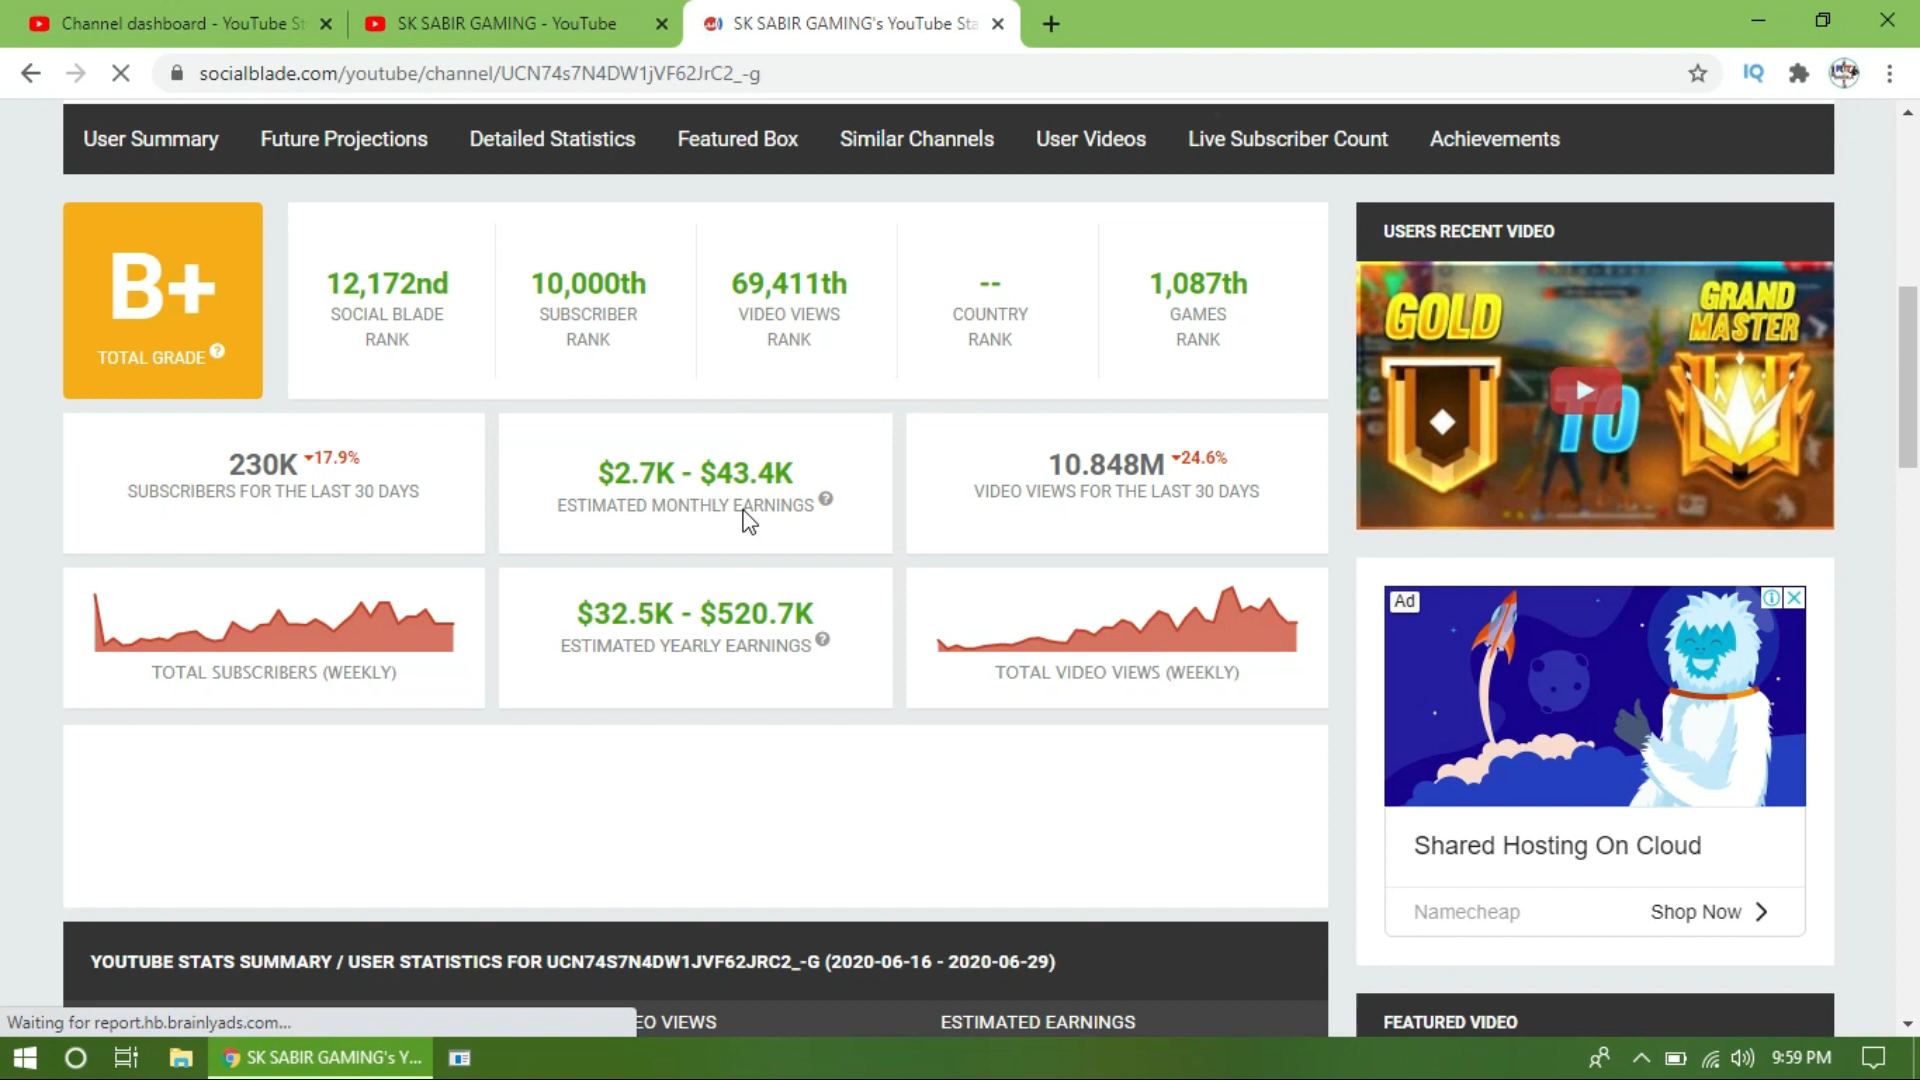 Channel dashboard - YouTube St
SK SABIR GAMING - YouTube
SK SABIR GAMING's YouTube Sta
socialblade.com/youtube/channel/UCN74s7N4DW1jVF62JrC2_-g
IQ
User Summary
Future Projections
Detailed Statistics
Featured Box
Similar Channels
User Videos
Live Subscriber Count
Achievements
B+
TOTAL GRADE ?
12,172nd
SOCIAL BLADE
RANK
10,000th
SUBSCRIBER
RANK
69,411th
VIDEO VIEWS
RANK
--
COUNTRY
RANK
1,087th
GAMES
RANK
USERS RECENT VIDEO
GOLD
TO
GRAND
MASTER
230K 17.9%
SUBSCRIBERS FOR THE LAST 30 DAYS
$2.7K - $43.4K
ESTIMATED MONTHLY EARNINGS ?
10.848M 24.6%
VIDEO VIEWS FOR THE LAST 30 DAYS
TOTAL SUBSCRIBERS (WEEKLY)
$32.5K - $520.7K
ESTIMATED YEARLY EARNINGS ?
TOTAL VIDEO VIEWS (WEEKLY)
Ad
Shared Hosting On Cloud
Namecheap
Shop Now
YOUTUBE STATS SUMMARY / USER STATISTICS FOR UCN74S7N4DW1JVF62JRC2_-G (2020-06-16 - 2020-06-29)
EO VIEWS
ESTIMATED EARNINGS
FEATURED VIDEO
Waiting for report.hb.brainlyads.com...
SK SABIR GAMING's Y...
9:59 PM